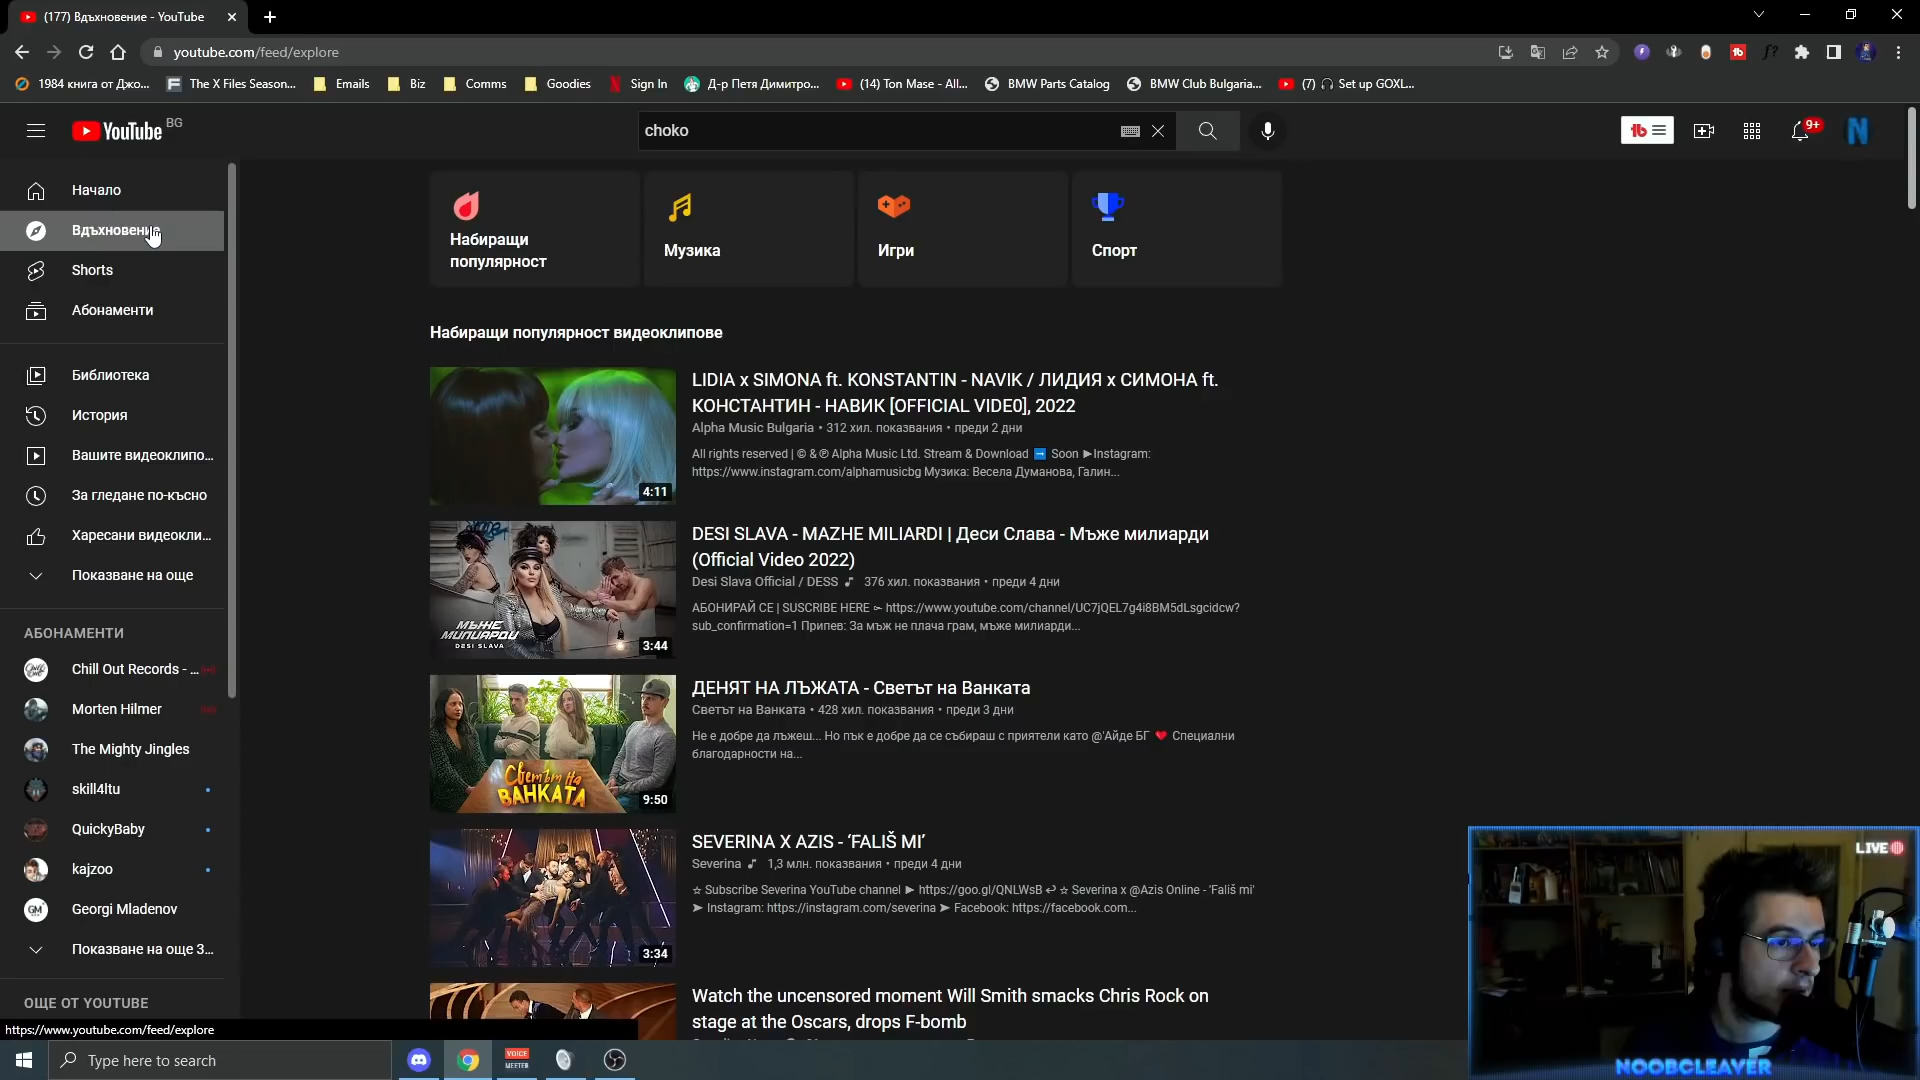 (177) Вдъхновение - YouTube
youtube.com/feed/explore
1984 книга от Джо...
The X Files Season...
Emails
Biz
Comms
Goodies
Sign In
Д-р Петя Димитро...
(14) Ton Mase - All...
BMW Parts Catalog
BMW Club Bulgaria...
(7) 🎧 Set up GOXL...
YouTube BG
choko
9+
N
Начало
Вдъхновение
Shorts
Абонаменти
Библиотека
История
Вашите видеоклипо...
За гледане по-късно
Харесани видеокли...
Показване на още
АБОНАМЕНТИ
Chill Out Records - ...
Morten Hilmer
The Mighty Jingles
skill4ltu
QuickyBaby
kajzoo
Georgi Mladenov
Показване на още 3...
ОЩЕ ОТ YOUTUBE
https://www.youtube.com/feed/explore
Набиращи
популярност
Музика
Игри
Спорт
Набиращи популярност видеоклипове
4:11
LIDIA x SIMONA ft. KONSTANTIN - NAVIK / ЛИДИЯ x СИМОНА ft.
КОНСТАНТИН - НАВИК [OFFICIAL VIDE0], 2022
Alpha Music Bulgaria • 312 хил. показвания • преди 2 дни
All rights reserved | © & ℗ Alpha Music Ltd. Stream & Download ➡ Soon ►Instagram:
https://www.instagram.com/alphamusicbg Музика: Весела Думанова, Галин...
МЪЖЕ
МИЛИАРДИ
DESI SLAVA
3:44
DESI SLAVA - MAZHE MILIARDI | Деси Слава - Мъже милиарди
(Official Video 2022)
Desi Slava Official / DESS ♪ 376 хил. показвания • преди 4 дни
АБОНИРАЙ СЕ | SUSCRIBE HERE ➣ https://www.youtube.com/channel/UC7jQEL7g4i8BM5dLsgcidcw?
sub_confirmation=1 Припев: За мъж не плача грам, мъже милиарди...
Светът на
ВАНКАТА
9:50
ДЕНЯТ НА ЛЪЖАТА - Светът на Ванката
Светът на Ванката • 428 хил. показвания • преди 3 дни
Не е добре да лъжеш... Но пък е добре да се събираш с приятели като @'Айде БГ ❤ Специални
благодарности на...
3:34
SEVERINA X AZIS - ‘FALIŠ MI’
Severina ♪ 1,3 млн. показвания • преди 4 дни
☆ Subscribe Severina YouTube channel ► https://goo.gl/QNLWsB ⤶ ☆ Severina x @Azis Online - 'Fališ mi'
➤ Instagram: https://instagram.com/severina ➤ Facebook: https://facebook.com...
Watch the uncensored moment Will Smith smacks Chris Rock on
stage at the Oscars, drops F-bomb
LIVE
NOOBCLEAVER
Type here to search
VOICE
MEETER